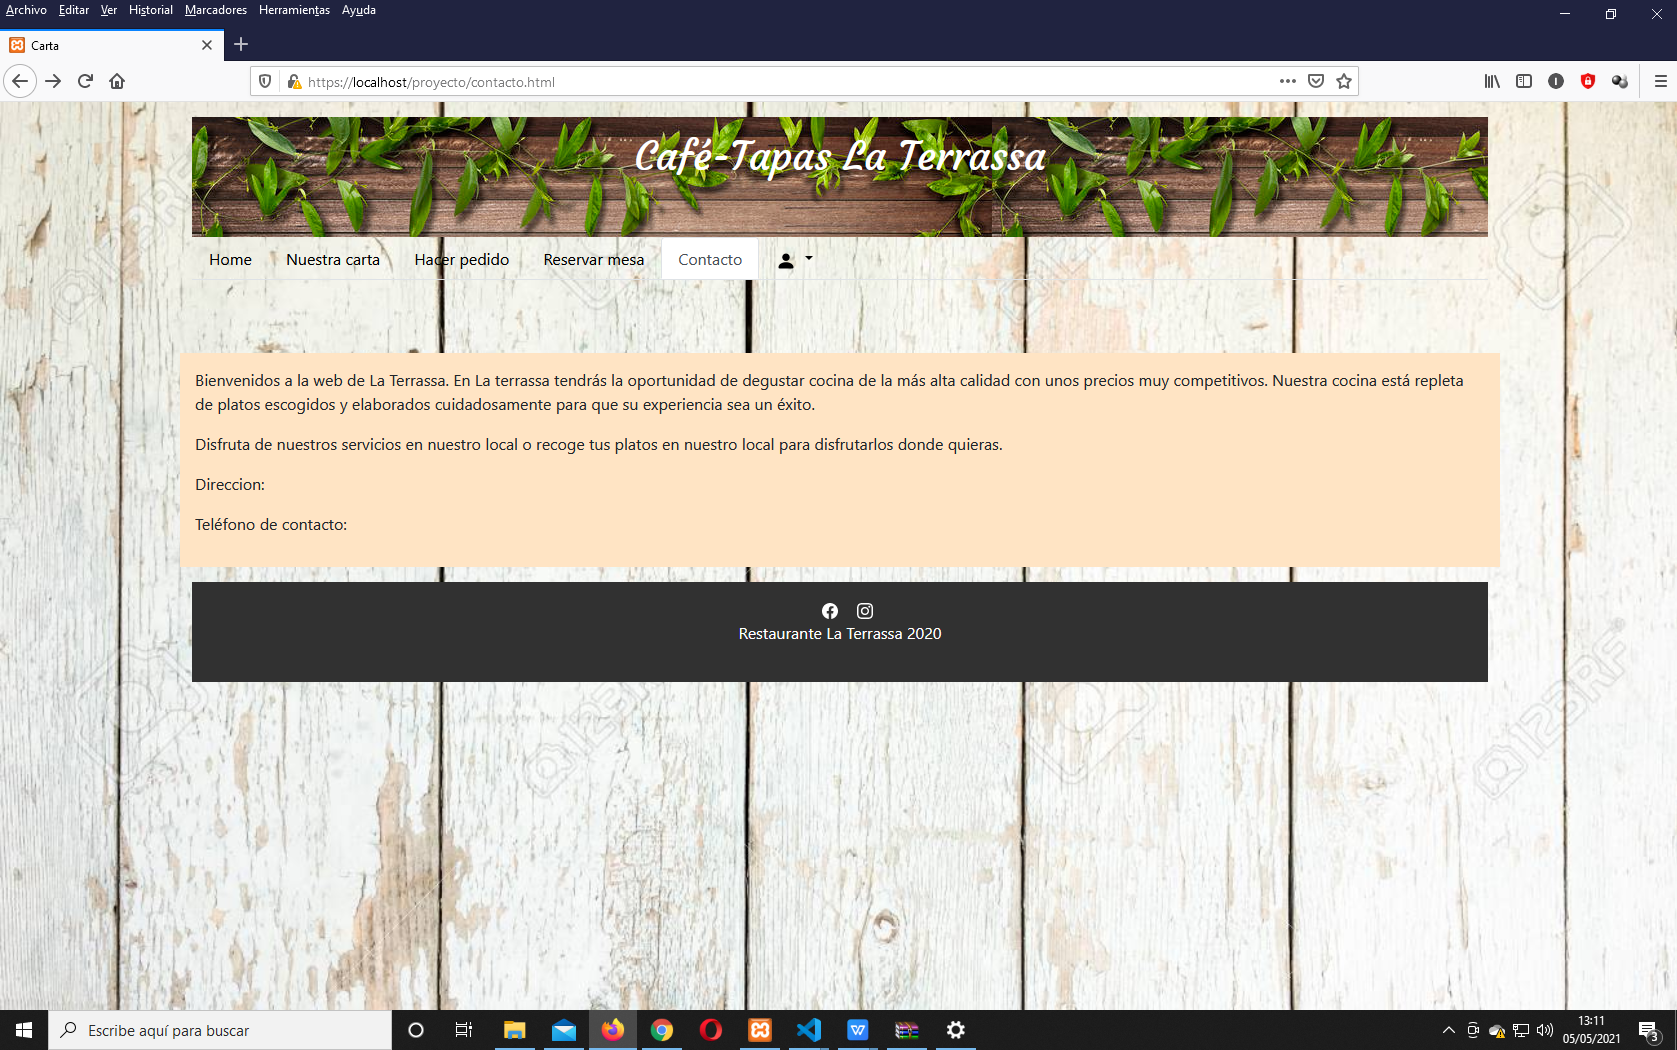 Archivo Editar Ver Historial Marcadores Herramientas Ayuda
Carta
https://localhost/proyecto/contacto.html
Café-Tapas La Terrassa
Home Nuestra carta Hacer pedido Reservar mesa Contacto
Bienvenidos a la web de La Terrassa. En La terrassa tendrás la oportunidad de degustar cocina de la más alta calidad con unos precios muy competitivos. Nuestra cocina está repleta
de platos escogidos y elaborados cuidadosamente para que su experiencia sea un éxito.
Disfruta de nuestros servicios en nuestro local o recoge tus platos en nuestro local para disfrutarlos donde quieras.
Direccion:
Teléfono de contacto:
Restaurante La Terrassa 2020
123RF
123RF
Escribe aquí para buscar
13:11
05/05/2021
3